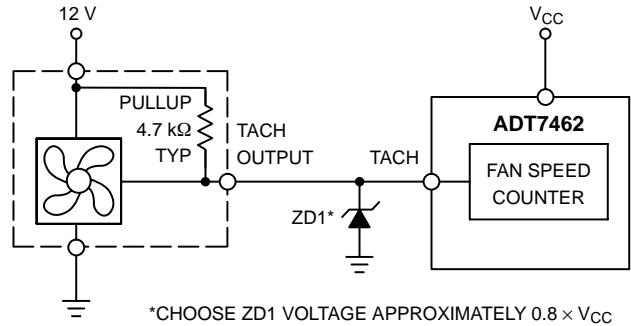 12 V
VCC
PULLUP
4.7 kΩ
TYP
TACH
OUTPUT
TACH
ADT7462
FAN SPEED
COUNTER
ZD1*
*CHOOSE ZD1 VOLTAGE APPROXIMATELY 0.8 × VCC